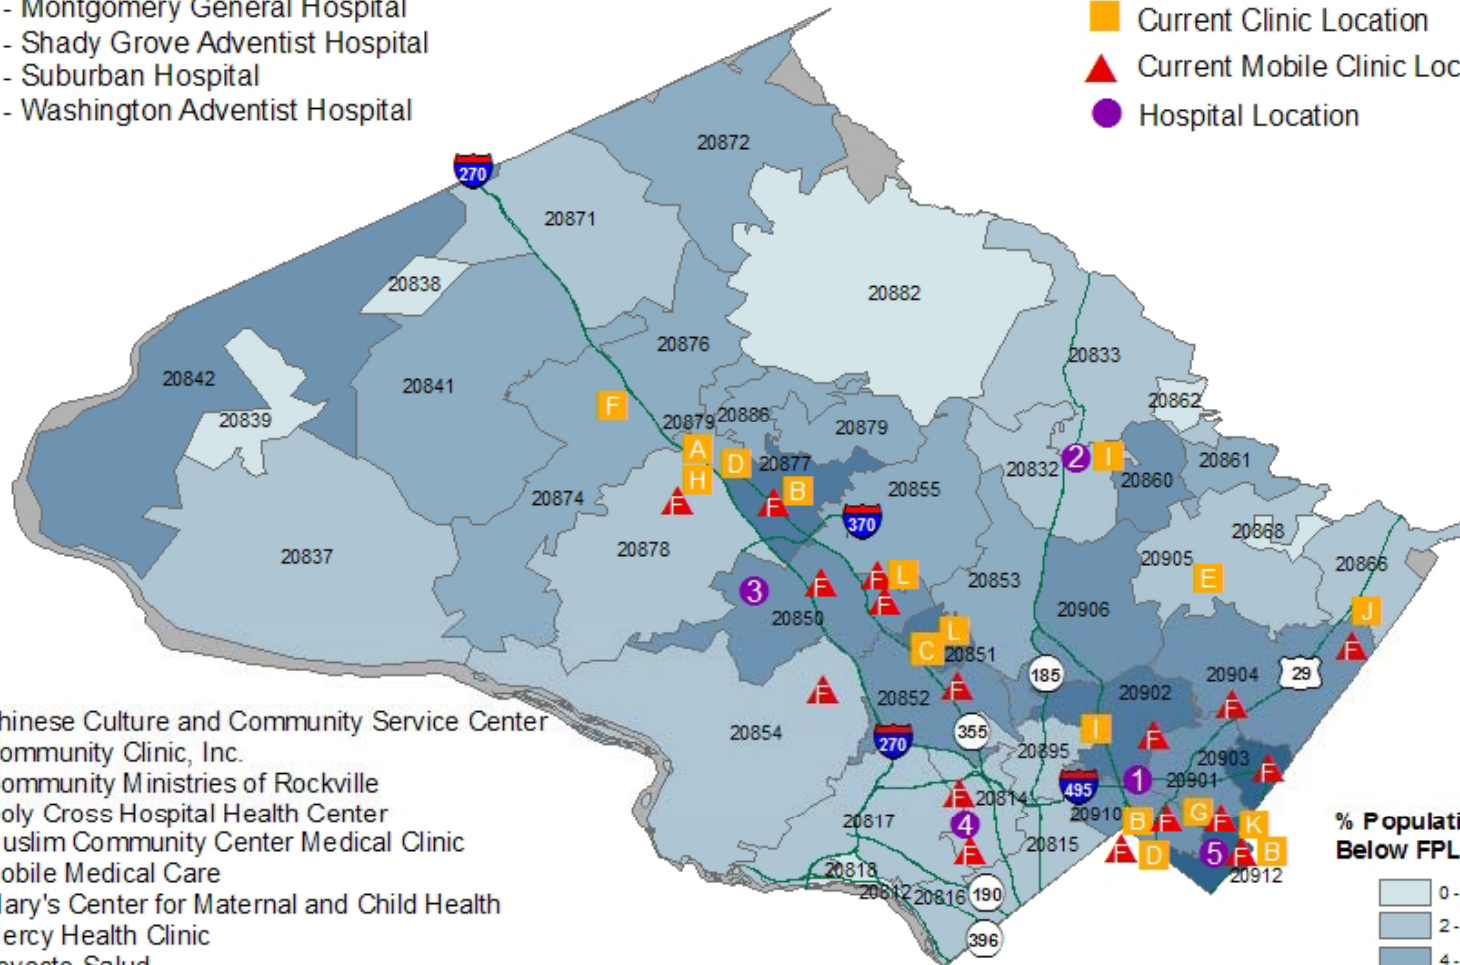 - Montgomery General Hospital
- Shady Grove Adventist Hospital
- Suburban Hospital
- Washington Adventist Hospital
Current Clinic Location
Current Mobile Clinic Loc
Hospital Location
20872
270
20871
20838
20882
20876
20833
20842
20841
20862
F
20839
20879 20886
20879
A
D
20877
2
I
20861
H
B
20832
20860
F
F
20855
20874
370
20868
20878
20837
20905
20866
E
F
L
20853
3
F
F
20906
J
20850
L
C
20851
F
185
20904
29
F
20852
20902
F
hinese Culture and Community Service Center
20854
270
355
I
F
ommunity Clinic, Inc.
20895
20903
ommunity Ministries of Rockville
495
1
20901
F
F
20814
oly Cross Hospital Health Center
20817
4
20910
B
F
G
F
K
% Populati
uslim Community Center Medical Clinic
F
20815
F
D
5
F
B
Below FPL
obile Medical Care
20818
20912
20812
20816
190
0 -
ary's Center for Maternal and Child Health
2 -
ercy Health Clinic
396
4 -